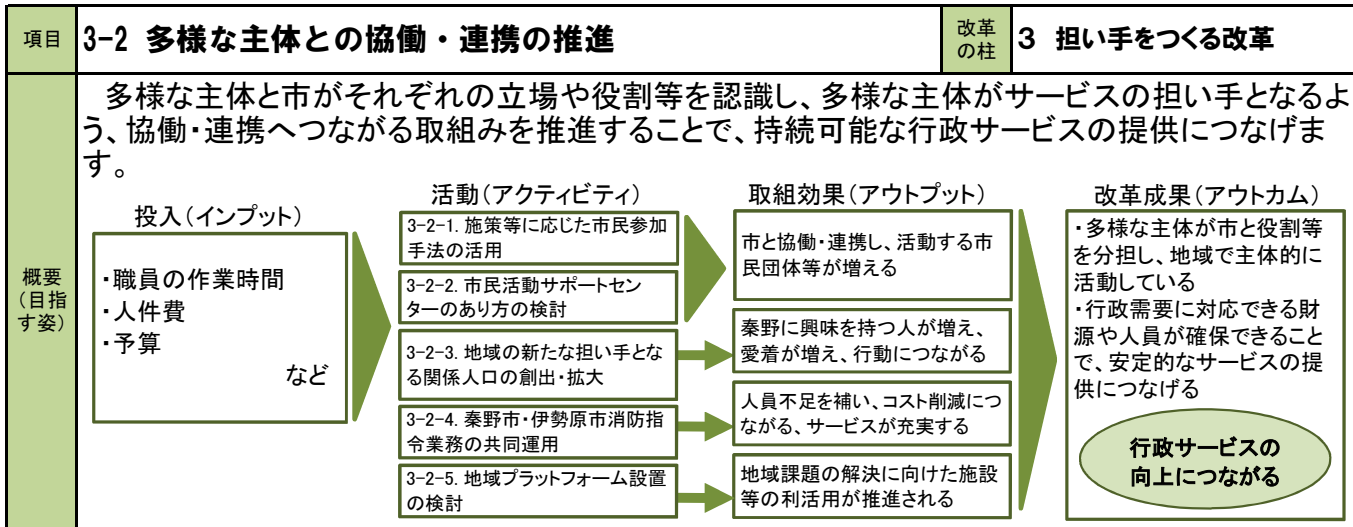 項目
3-2 多様な主体との協働・連携の推進
改革
の柱
３ 担い手をつくる改革
概要
(目指
す姿)
多様な主体と市がそれぞれの立場や役割等を認識し、多様な主体がサービスの担い手となるよ
う、協働・連携へつながる取組みを推進することで、持続可能な行政サービスの提供につなげま
す。
投入(インプット)
・職員の作業時間
・人件費
・予算
など
活動(アクティビティ)
3-2-1. 施策等に応じた市民参加
手法の活用
3-2-2. 市民活動サポートセン
ターのあり方の検討
3-2-3. 地域の新たな担い手とな
る関係人口の創出・拡大
3-2-4. 秦野市・伊勢原市消防指
令業務の共同運用
3-2-5. 地域プラットフォーム設置
の検討
取組効果(アウトプット)
市と協働・連携し、活動する市
民団体等が増える
秦野に興味を持つ人が増え、
愛着が増え、行動につながる
人員不足を補い、コスト削減につ
ながる、サービスが充実する
地域課題の解決に向けた施設
等の利活用が推進される
改革成果(アウトカム)
・多様な主体が市と役割等
を分担し、地域で主体的に
活動している
・行政需要に対応できる財
源や人員が確保できること
で、安定的なサービスの提
供につなげる
行政サービスの
向上につながる